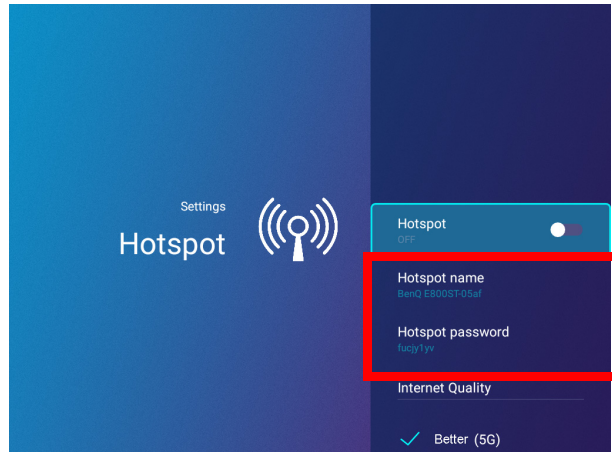 Settings
Hotspot
Hotspot
OFF
Hotspot name
BenQ E800ST-05af
Hotspot password
fucjy1yv
Internet Quality
Better (5G)